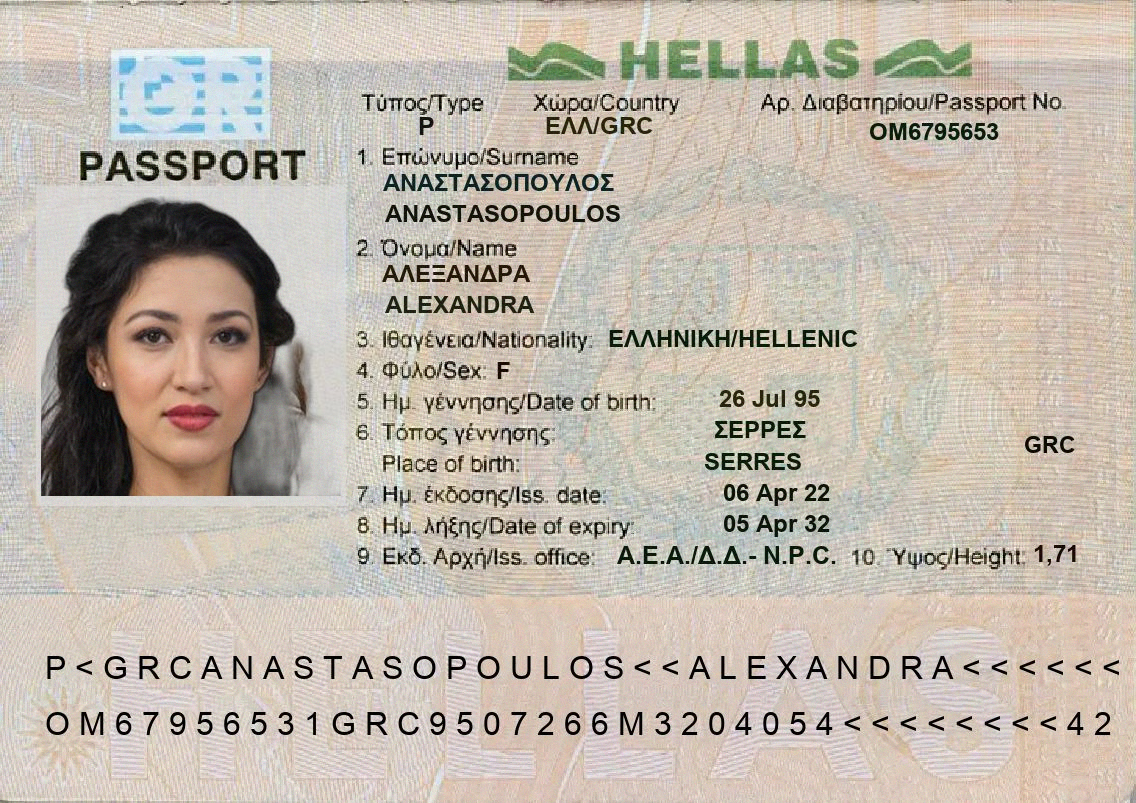 HELLAS
GR
PASSPORT
Τύπος/Type Χώρα/Country Αρ. Διαβατηρίου/Passport No.
P ΕΛΛ/GRC OM6795653
1. Επώνυμο/Surname
ΑΝΑΣΤΑΣΟΠΟΥΛΟΣ
ANASTASOPOULOS
2. Όνομα/Name
ΑΛΕΞΑΝΔΡΑ
ALEXANDRA
3. Ιθαγένεια/Nationality: ΕΛΛΗΝΙΚΗ/HELLENIC
4. Φύλο/Sex: F
5. Ημ. γέννησης/Date of birth: 26 Jul 95
6. Τόπος γέννησης: ΣΕΡΡΕΣ
Place of birth: SERRES GRC
7. Ημ. έκδοσης/Iss. date: 06 Apr 22
8. Ημ. λήξης/Date of expiry: 05 Apr 32
9 Εκδ. Αρχή/Iss. office: Α.Ε.Α./Δ.Δ.- N.P.C. 10. Ύψος/Height: 1,71
HELLAS
P<GRCANASTASOPOULOS<<ALEXANDRA<<<<<<
OM67956531GRC9507266M3204054<<<<<<<<42